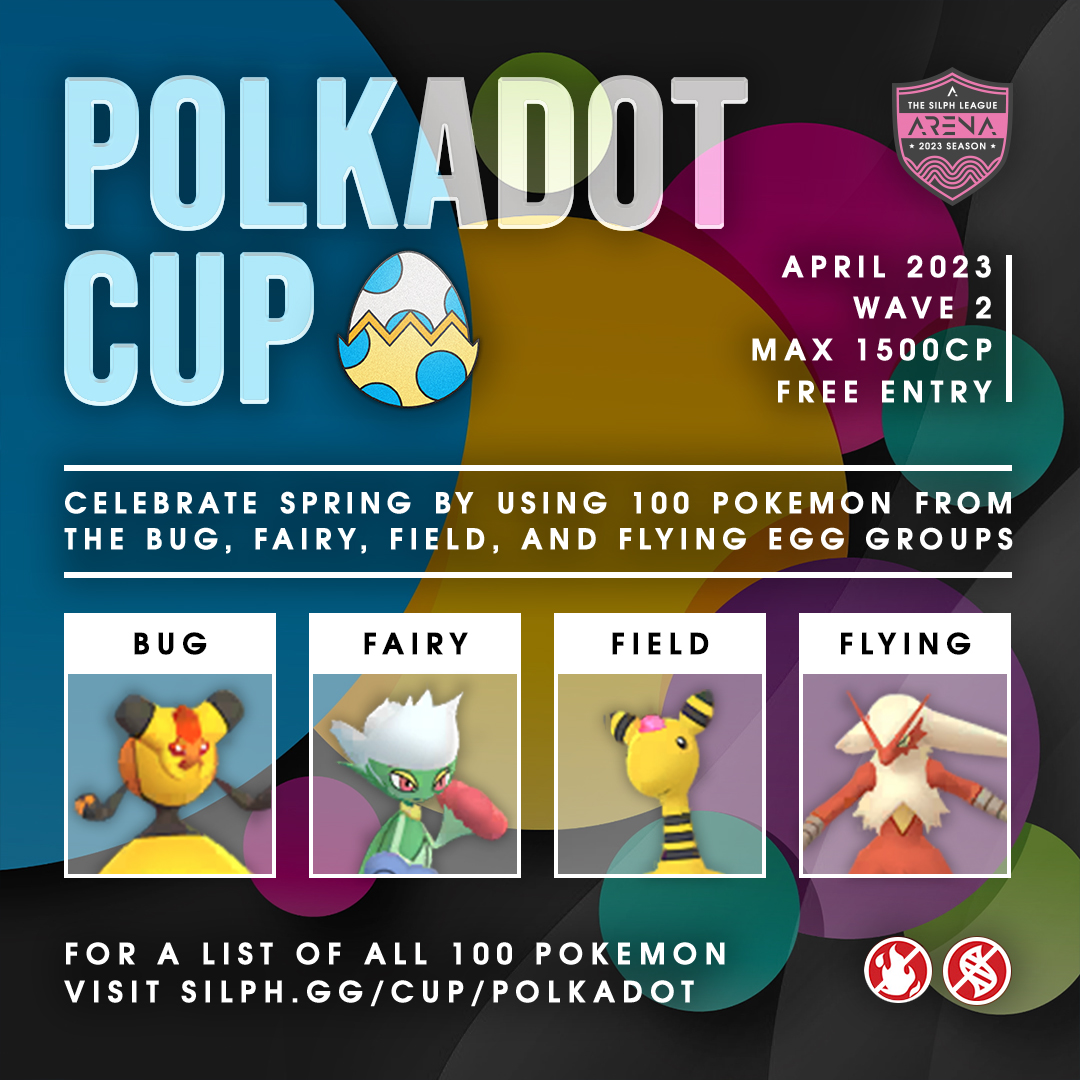 POLKADOT
CUP
THE SILPH LEAGUE
ARENA
★ 2023 SEASON ★
APRIL 2023
WAVE 2
MAX 1500CP
FREE ENTRY
CELEBRATE SPRING BY USING 100 POKEMON FROM
THE BUG, FAIRY, FIELD, AND FLYING EGG GROUPS
BUG
FAIRY
FIELD
FLYING
FOR A LIST OF ALL 100 POKEMON
VISIT SILPH.GG/CUP/POLKADOT